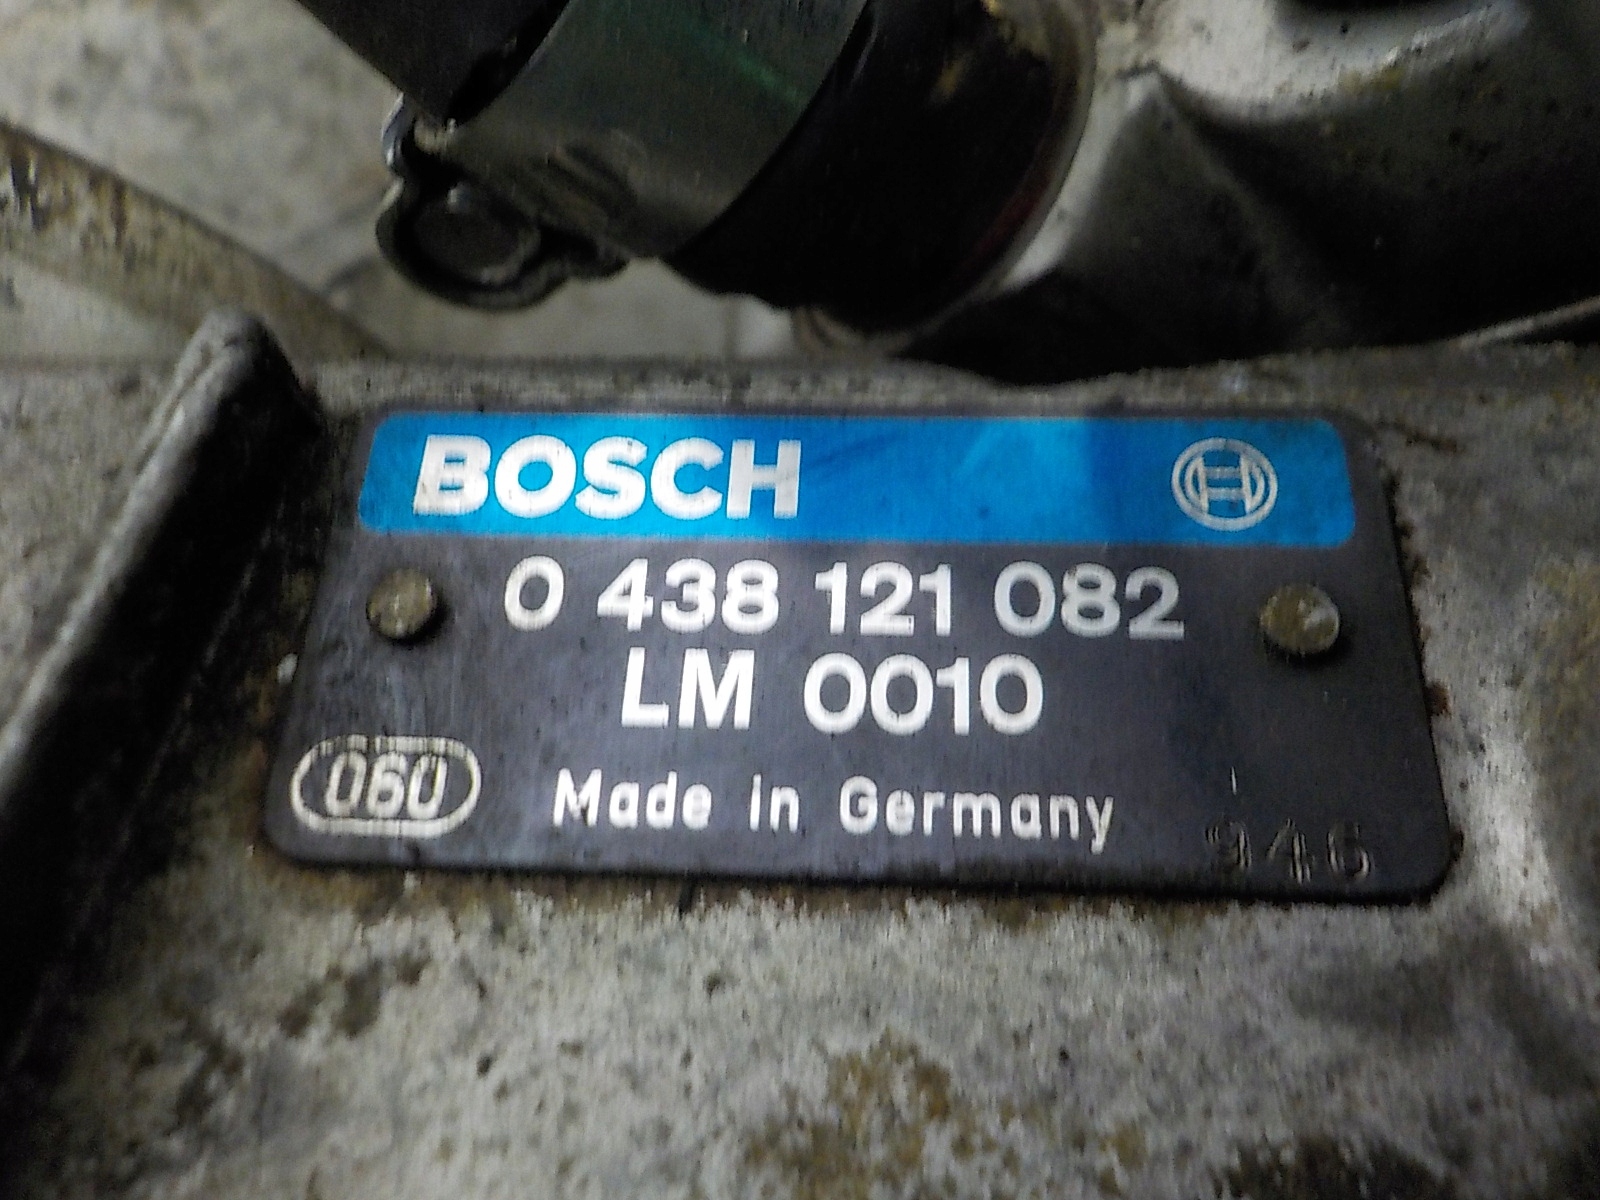 BOSCH
0 438 121 082
LM 0010
060
Made in Germany
946